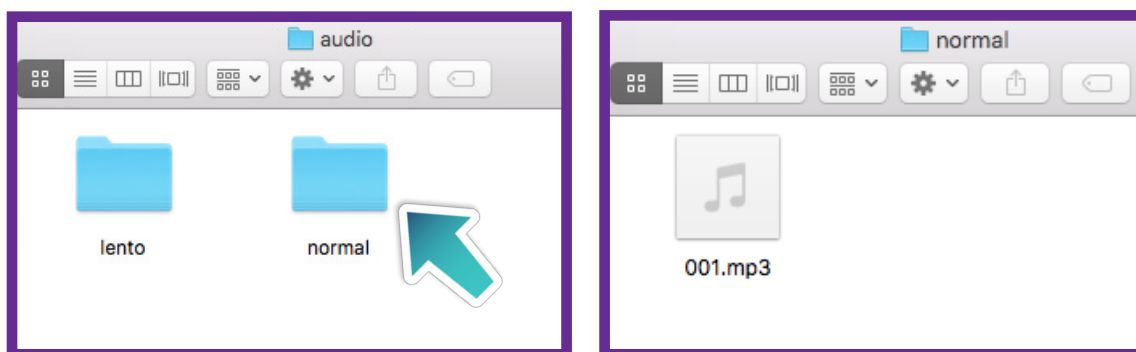 audio
lento
normal
normal
001.mp3